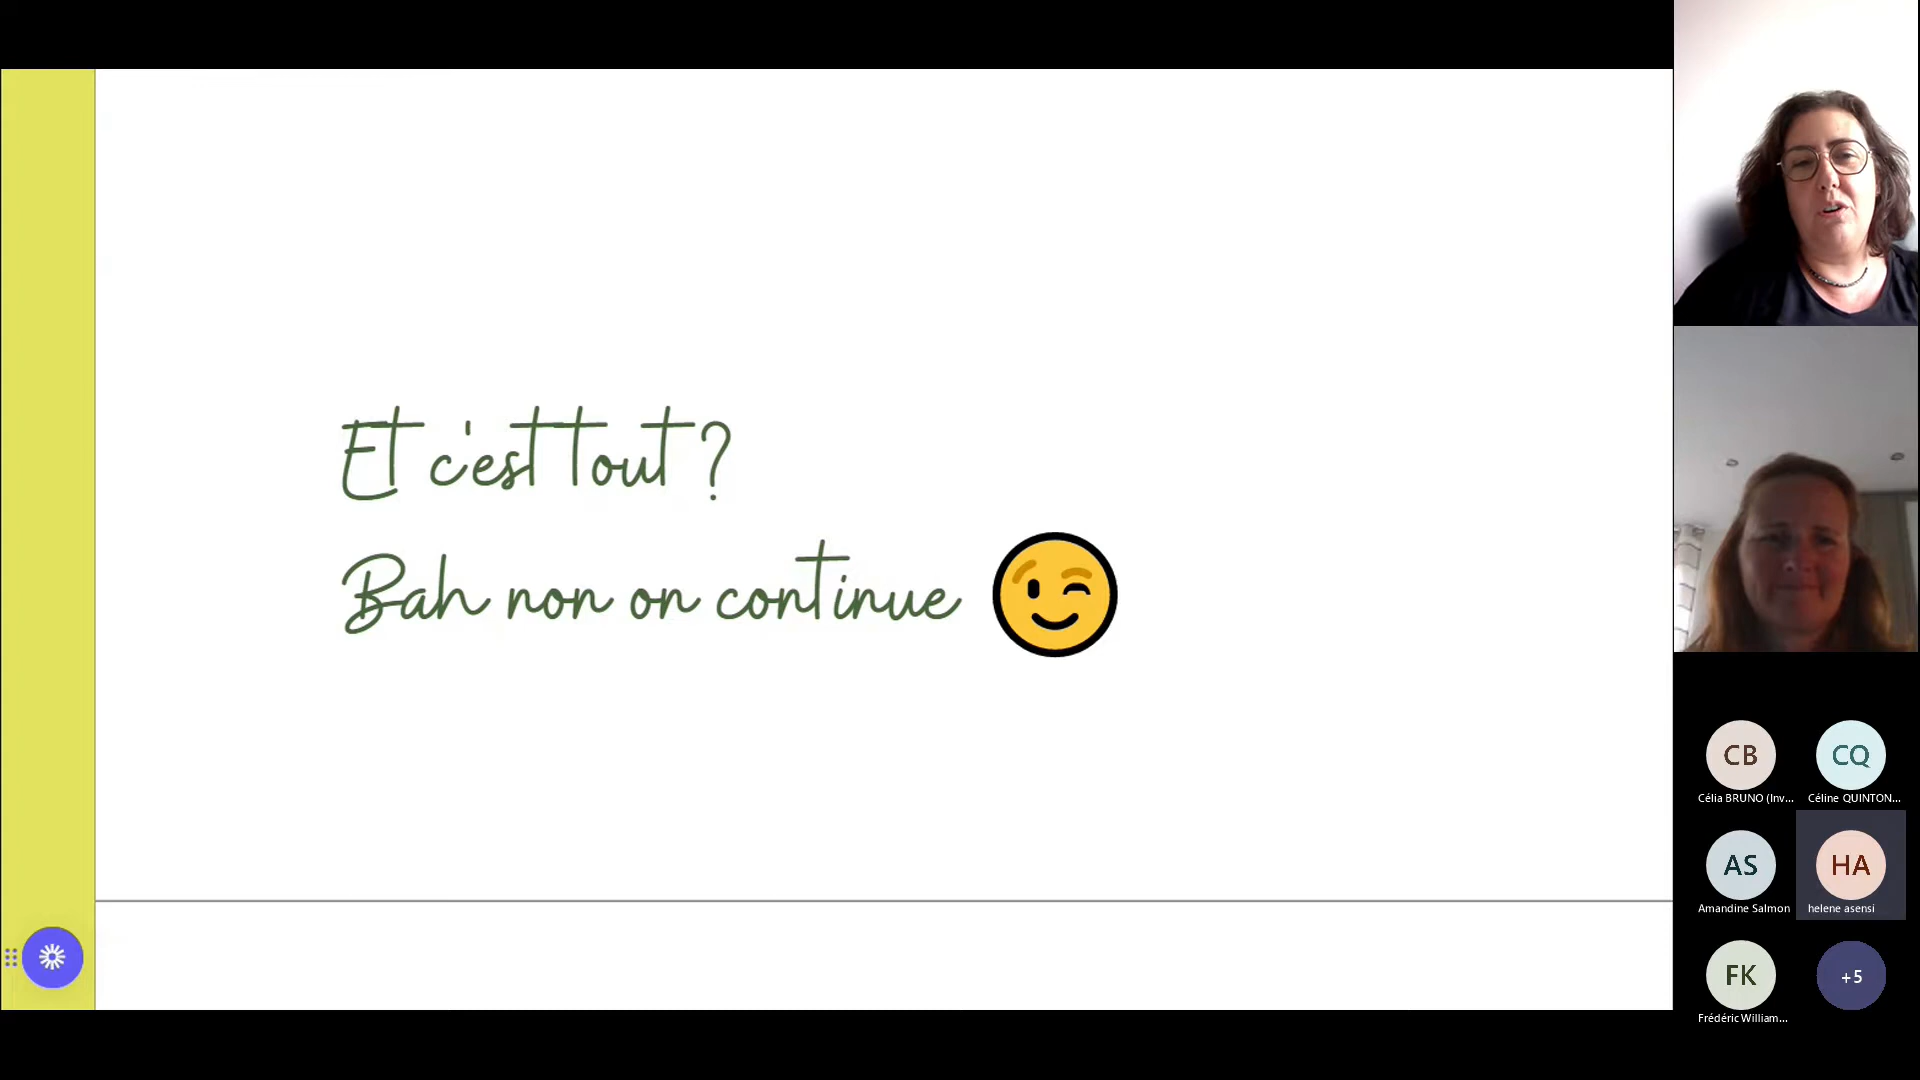 Et c'est tout ?
Bah non on continue
CB
CQ
Célia BRUNO (Inv...
Céline QUINTON...
AS
HA
Amandine Salmon
helene asensi
FK
+5
Frédéric William...